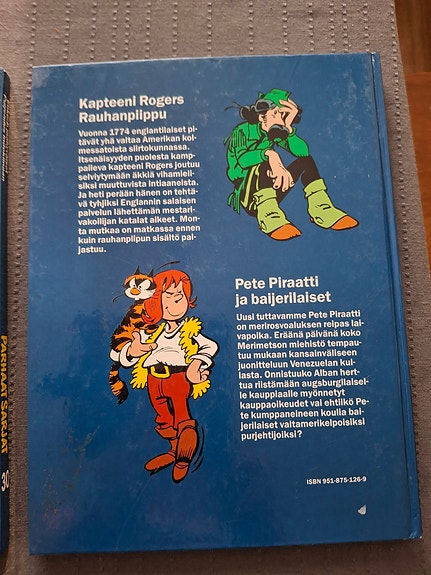 Kapteeni Rogers
Rauhanpiippu
Vuonna 1774 englantilaiset pi-
tävät yhä valtaa Amerikan kol-
messatoista siirtokunnassa.
Itsenäisyyden puolesta kamp-
paileva kapteeni Rogers joutuu
selviytymään äkkiä vihamieli-
siksi muuttuvista intiaaneista.
Ja heti perään hänen on tehtä-
vä tyhjiksi Englannin salaisen
palvelun lähettämän mestari-
vakoilijan katalat aikeet. Mon-
ta mutkaa on matkassa ennen
kuin rauhanpiipun sisältö pal-
jastuu.
Pete Piraatti
ja baijerilaiset
Uusi tuttavamme Pete Piraatti
on merirosvoaluksen reipas lai-
vapoika. Eräänä päivänä koko
Merimetson miehistö tempau-
tuu mukaan kansainväliseen
juonitteluun Venezuelan kul-
lasta. Onnistuuko Alban hert-
tua riistämään augsburgilaisel-
le kauppiaalle myönnetyt
kauppaoikeudet vai ehtiikö Pe-
te kumppaneineen koulia bai-
jerilaiset valtamerikelpoisiksi
purjehtijoiksi?
ISBN 951-875-126-9
PARHAAT SARJAT
30